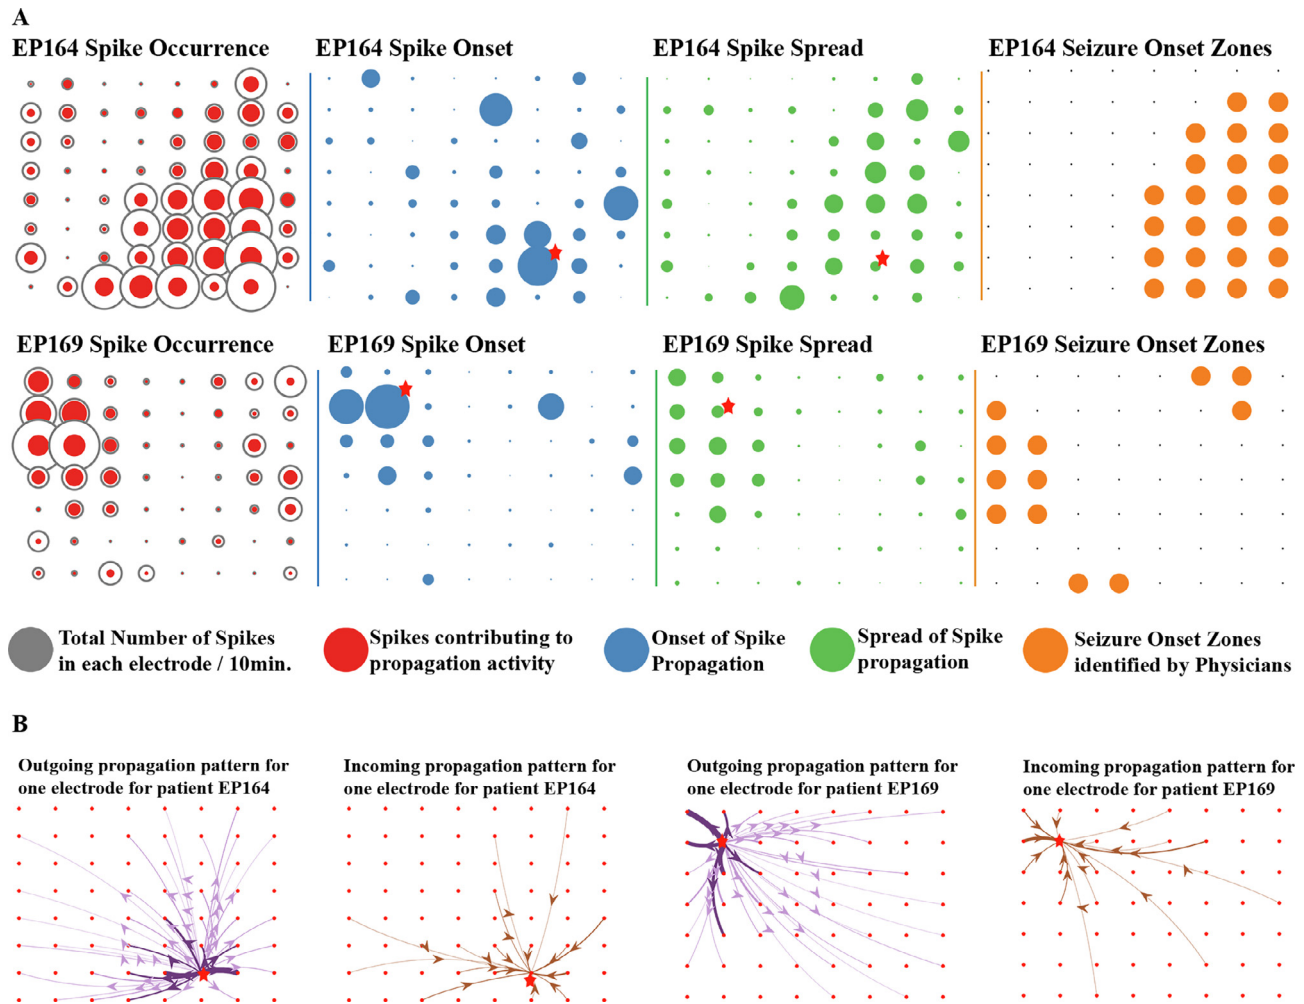 A
EP164 Spike Occurrence
EP164 Spike Onset
EP164 Spike Spread
EP164 Seizure Onset Zones
EP169 Spike Occurrence
EP169 Spike Onset
EP169 Spike Spread
EP169 Seizure Onset Zones
Total Number of Spikes
in each electrode / 10min.
Spikes contributing to
propagation activity
Onset of Spike
Propagation
Spread of Spike
propagation
Seizure Onset Zones
identified by Physicians
B
Outgoing propagation pattern for
one electrode for patient EP164
Incoming propagation pattern for
one electrode for patient EP164
Outgoing propagation pattern for
one electrode for patient EP169
Incoming propagation pattern for
one electrode for patient EP169